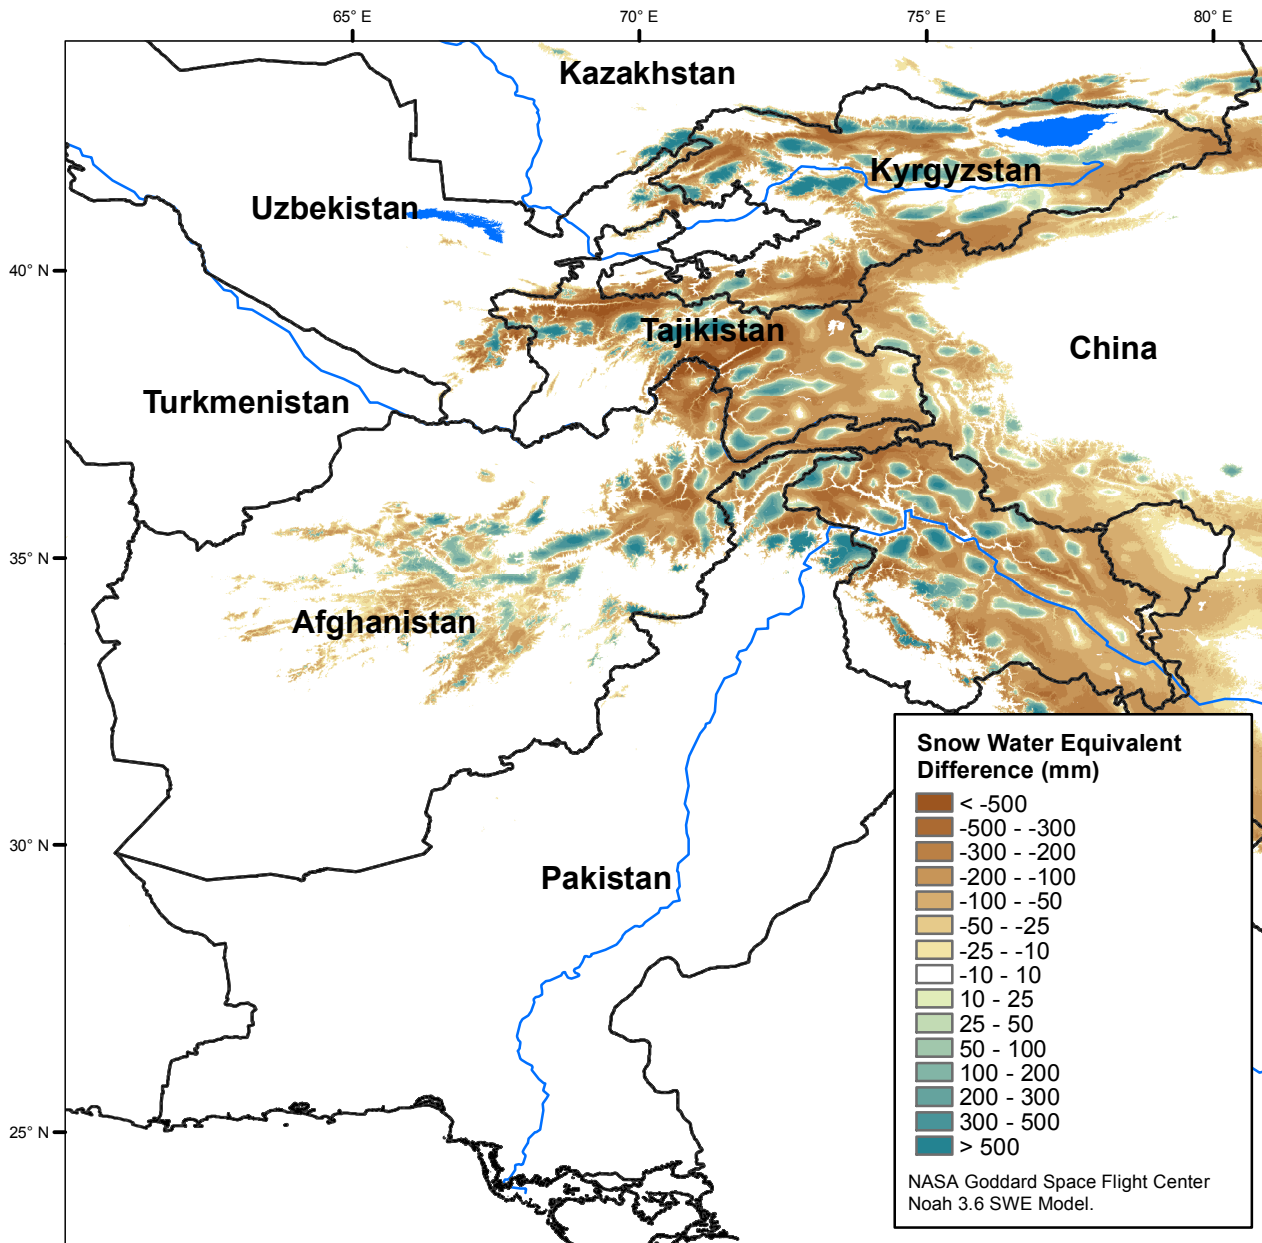 65° E
70° E
75° E
80° E
Kazakhstan
Kyrgyzstan
Uzbekistan
40° N
Tajikistan
China
Turkmenistan
35° N
Afghanistan
30° N
Pakistan
25° N
Snow Water Equivalent
Difference (mm)
< -500
-500 - -300
-300 - -200
-200 - -100
-100 - -50
-50 - -25
-25 - -10
-10 - 10
10 - 25
25 - 50
50 - 100
100 - 200
200 - 300
300 - 500
> 500
NASA Goddard Space Flight Center
Noah 3.6 SWE Model.